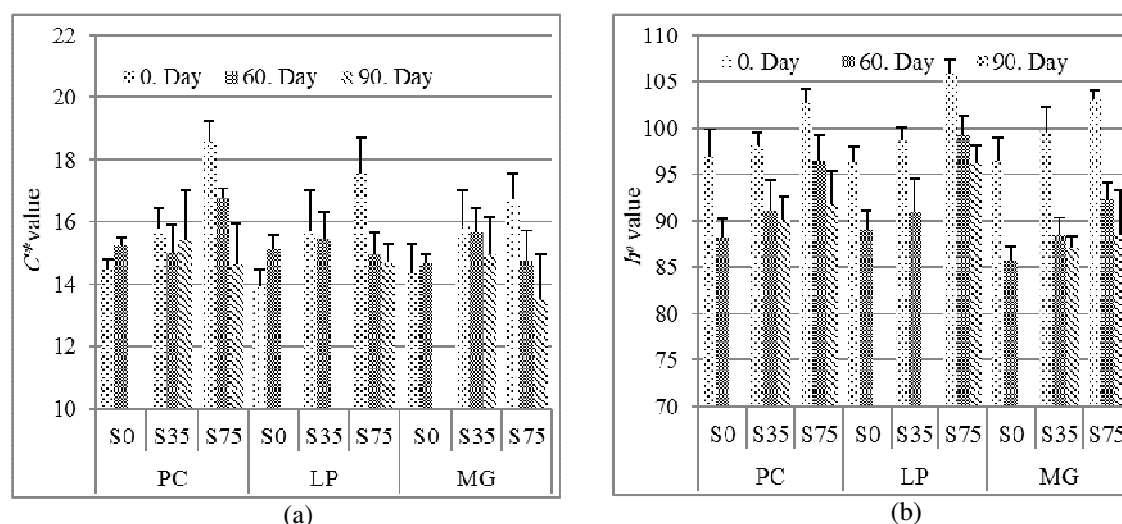 22
20
18
16
14
12
10
C* value
0. Day 60. Day 90. Day
S0 S35 S75 S0 S35 S75 S0 S35 S75
PC LP MG
(a)
110
105
100
95
90
85
80
75
70
h° value
0. Day 60. Day 90. Day
S0 S35 S75 S0 S35 S75 S0 S35 S75
PC LP MG
(b)